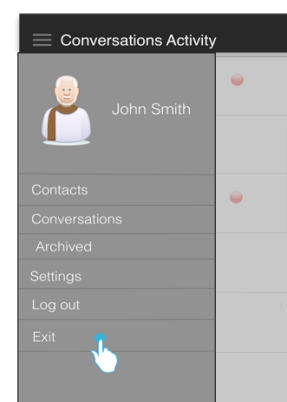 Conversations Activity
John Smith
Contacts
Conversations
Archived
Settings
Log out
Exit